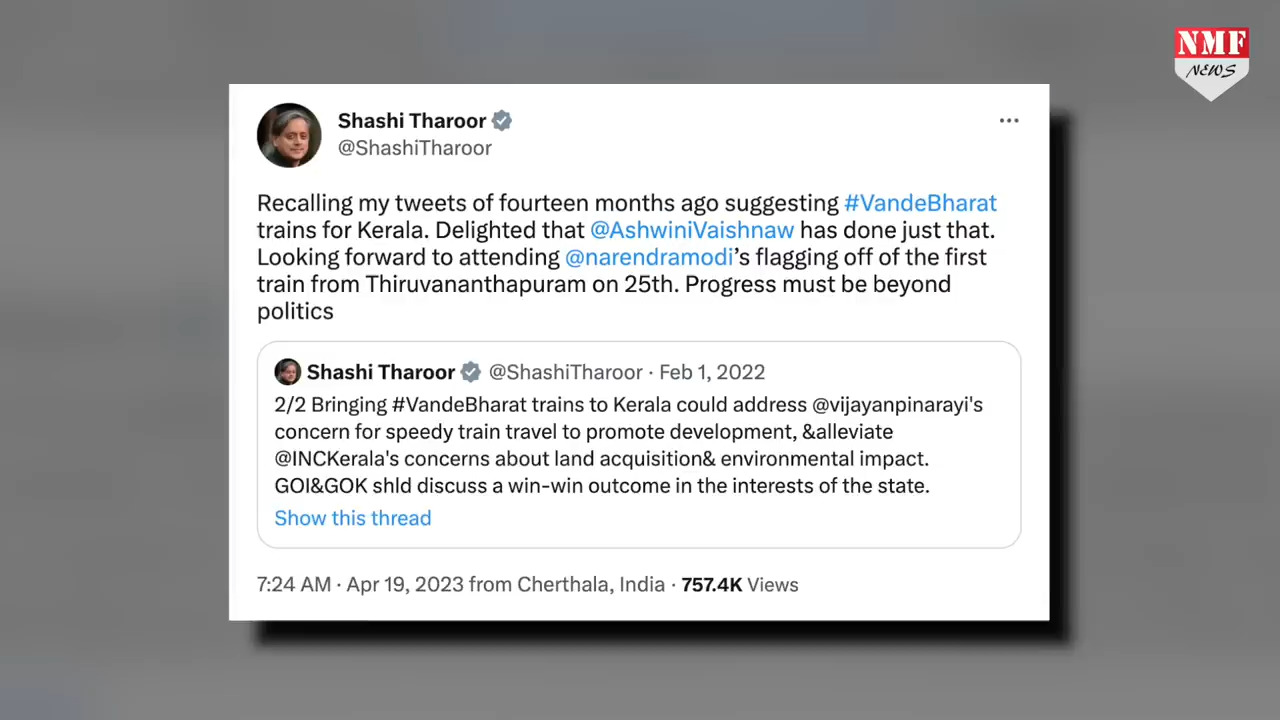 NMF
NEWS
Shashi Tharoor
@ShashiTharoor
Recalling my tweets of fourteen months ago suggesting #VandeBharat
trains for Kerala. Delighted that @AshwiniVaishnaw has done just that.
Looking forward to attending @narendramodi's flagging off of the first
train from Thiruvananthapuram on 25th. Progress must be beyond
politics
Shashi Tharoor @ShashiTharoor · Feb 1, 2022
2/2 Bringing #VandeBharat trains to Kerala could address @vijayanpinarayi's
concern for speedy train travel to promote development, &alleviate
@INCKerala's concerns about land acquisition& environmental impact.
GOI&GOK shld discuss a win-win outcome in the interests of the state.
Show this thread
7:24 AM · Apr 19, 2023 from Cherthala, India · 757.4K Views